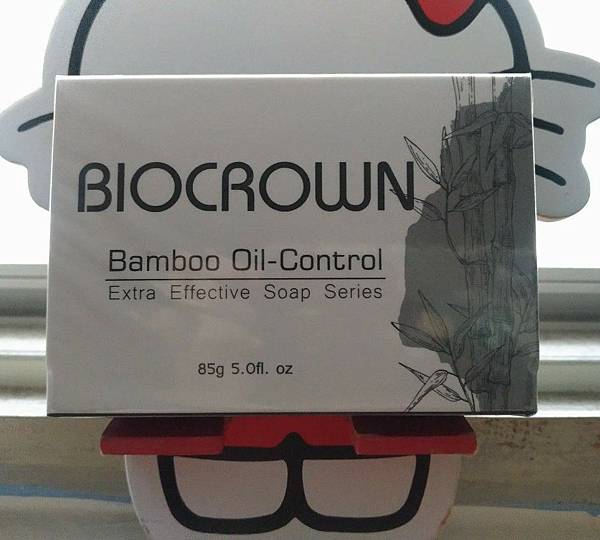 BIOCROWN
Bamboo Oil-Control
Extra Effective Soap Series
85g 5.0fl. oz